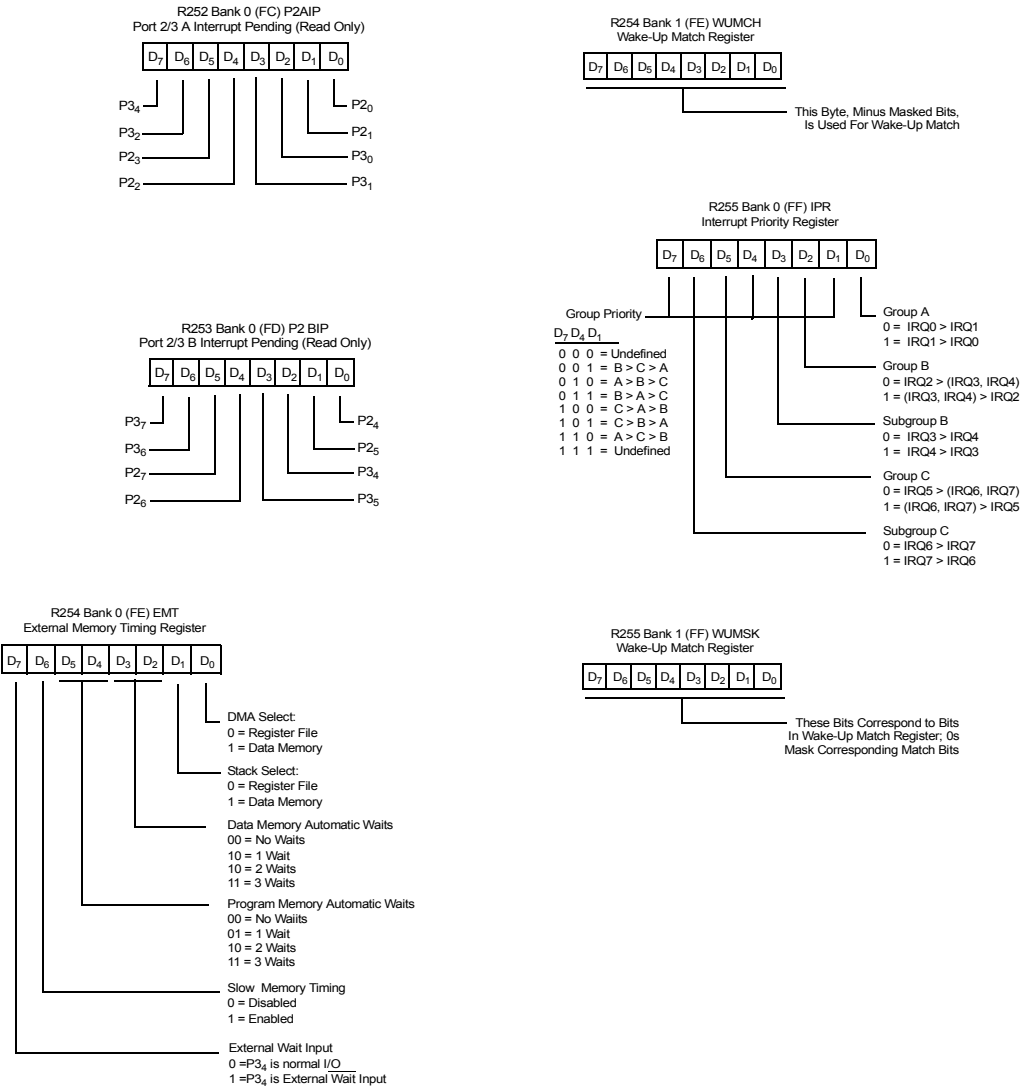 R252 Bank 0 (FC) P2AIP
Port 2/3 A Interrupt Pending (Read Only)
D7 D6 D5 D4 D3 D2 D1 D0
P34
P32
P23
P22
P20
P21
P30
P31
R253 Bank 0 (FD) P2 BIP
Port 2/3 B Interrupt Pending (Read Only)
D7 D6 D5 D4 D3 D2 D1 D0
P37
P36
P27
P26
P24
P25
P34
P35
R254 Bank 0 (FE) EMT
External Memory Timing Register
D7 D6 D5 D4 D3 D2 D1 D0
DMA Select:
0 = Register File
1 = Data Memory
Stack Select:
0 = Register File
1 = Data Memory
Data Memory Automatic Waits
00 = No Waits
10 = 1 Wait
10 = 2 Waits
11 = 3 Waits
Program Memory Automatic Waits
00 = No Waiits
01 = 1 Wait
10 = 2 Waits
11 = 3 Waits
Slow Memory Timing
0 = Disabled
1 = Enabled
External Wait Input
0 =P34 is normal I/O
1 =P34 is External Wait Input
R254 Bank 1 (FE) WUMCH
Wake-Up Match Register
D7 D6 D5 D4 D3 D2 D1 D0
This Byte, Minus Masked Bits,
Is Used For Wake-Up Match
R255 Bank 0 (FF) IPR
Interrupt Priority Register
D7 D6 D5 D4 D3 D2 D1 D0
Group Priority
D7 D4 D1
0 0 0 = Undefined
0 0 1 = B > C > A
0 1 0 = A > B > C
0 1 1 = B > A > C
1 0 0 = C > A > B
1 0 1 = C > B > A
1 1 0 = A > C > B
1 1 1 = Undefined
Group A
0 = IRQ0 > IRQ1
1 = IRQ1 > IRQ0
Group B
0 = IRQ2 > (IRQ3, IRQ4)
1 = (IRQ3, IRQ4) > IRQ2
Subgroup B
0 = IRQ3 > IRQ4
1 = IRQ4 > IRQ3
Group C
0 = IRQ5 > (IRQ6, IRQ7)
1 = (IRQ6, IRQ7) > IRQ5
Subgroup C
0 = IRQ6 > IRQ7
1 = IRQ7 > IRQ6
R255 Bank 1 (FF) WUMSK
Wake-Up Match Register
D7 D6 D5 D4 D3 D2 D1 D0
These Bits Correspond to Bits
In Wake-Up Match Register; 0s
Mask Corresponding Match Bits